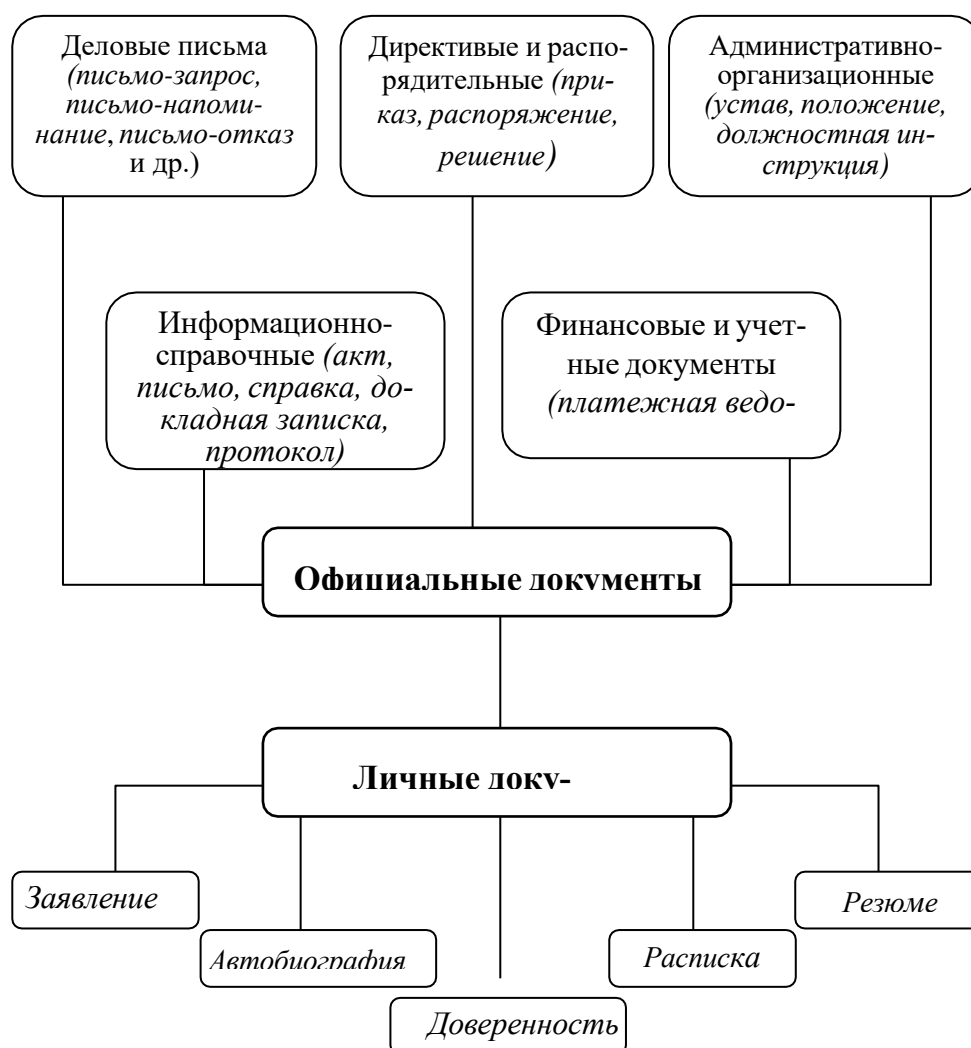 Деловые письма
(письмо-запрос,
письмо-напоми-
нание, письмо-отказ
и др.)
Директивые и распо-
рядительные (при-
каз, распоряжение,
решение)
Административно-
организационные
(устав, положение,
должностная ин-
струкция)
Информационно-
справочные (акт,
письмо, справка, до-
кладная записка,
протокол)
Финансовые и учет-
ные документы
(платежная ведо-
Официальные документы
Личные доку-
Заявление
Резюме
Автобиография
Расписка
Доверенность